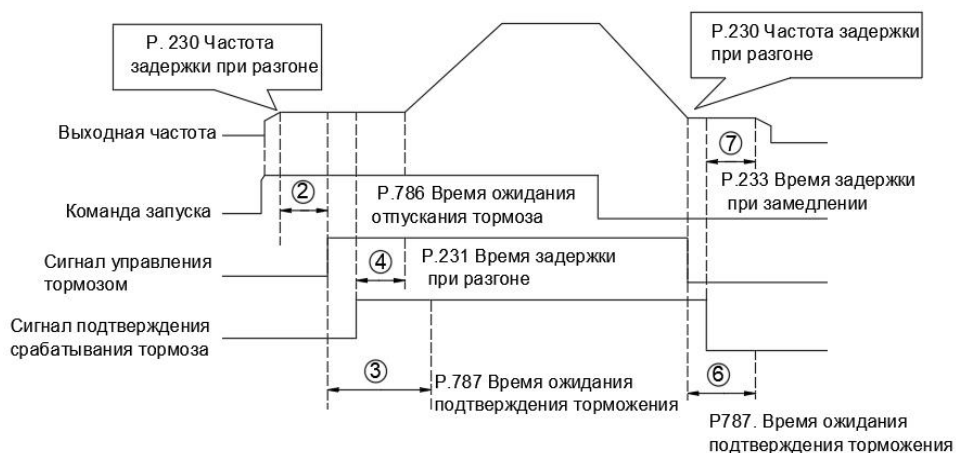 P. 230 Частота
задержки при разгоне
P.230 Частота задержки
при разгоне
Выходная частота
⑦
②
P.786 Время ожидания
отпускания тормоза
P.233 Время задержки
при замедлении
Команда запуска
Сигнал управления
тормозом
④
P.231 Время задержки
при разгоне
Сигнал подтверждения
срабатывания тормоза
③
P.787 Время ожидания
подтверждения торможения
⑥
P787. Время ожидания
подтверждения торможения